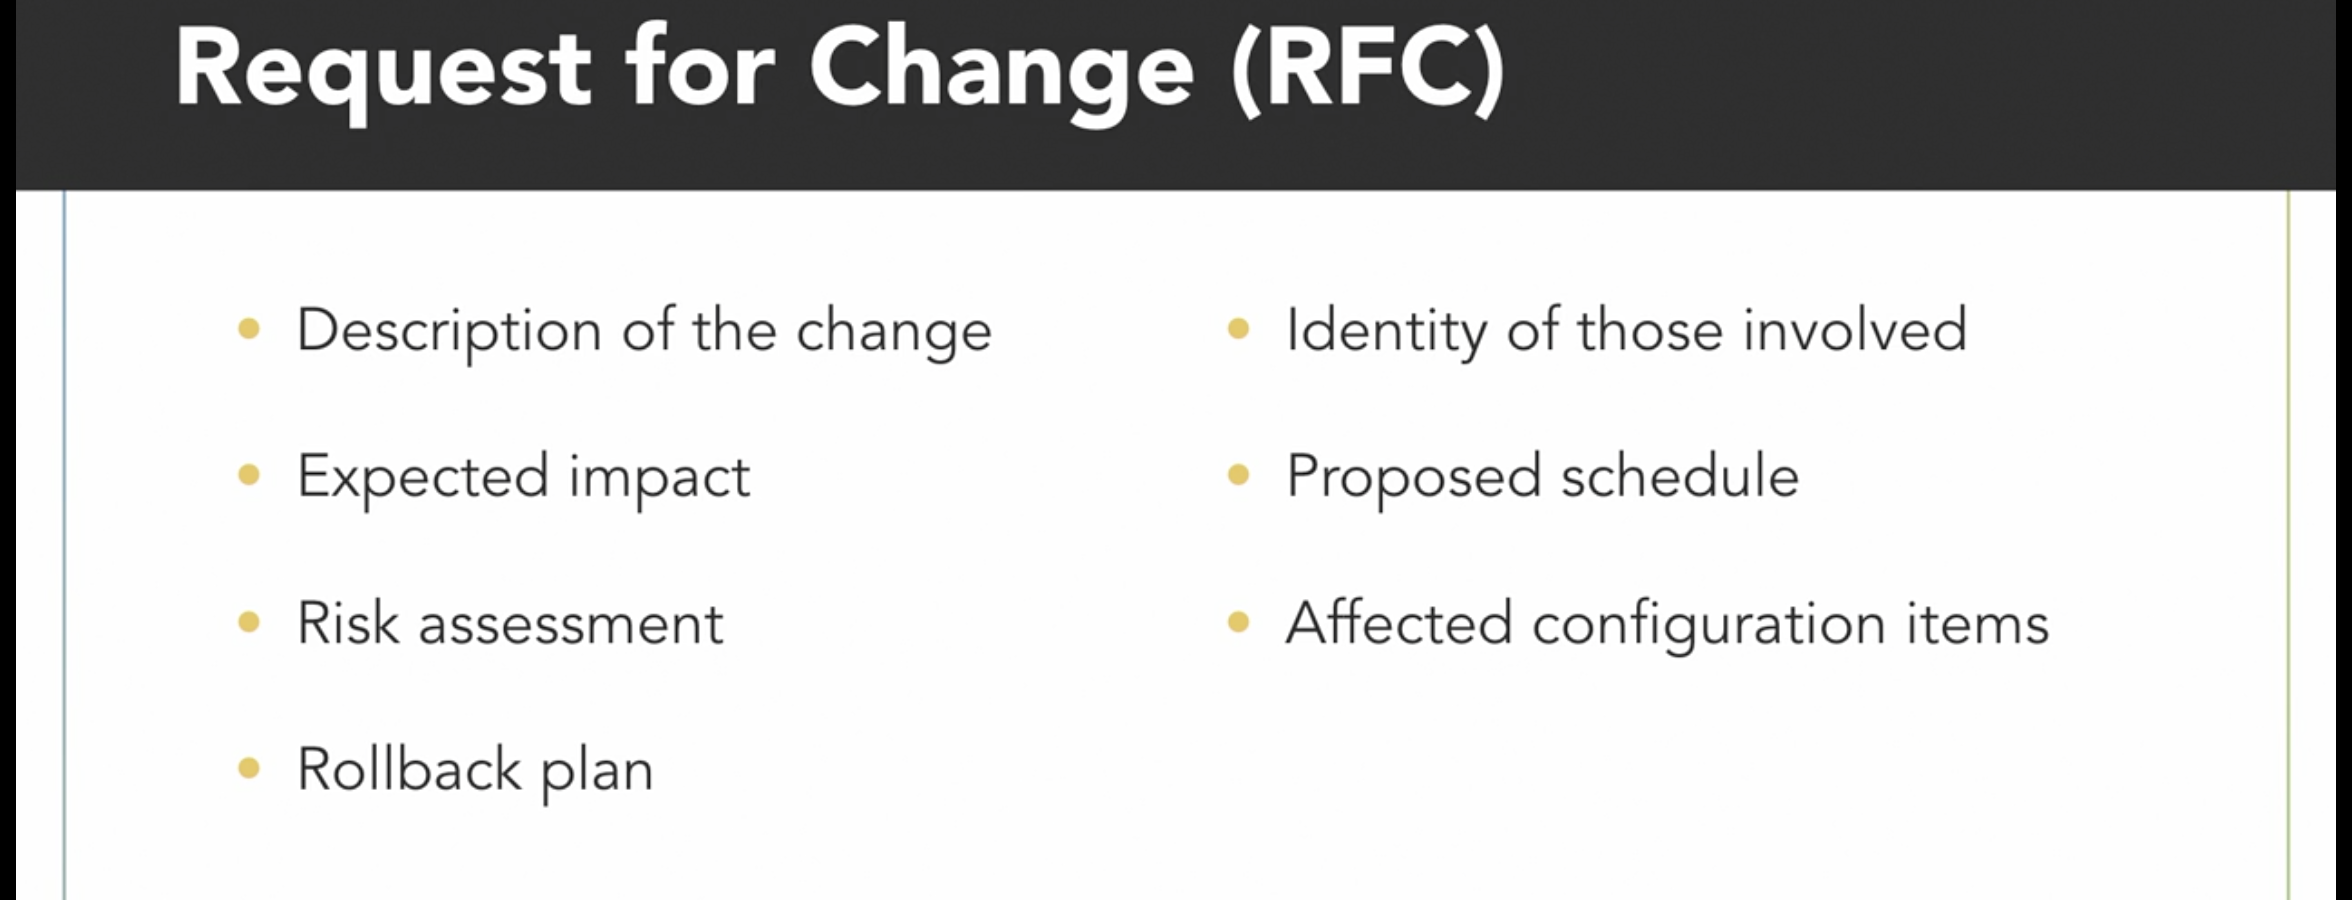 Request for Change (RFC)
Description of the change
Expected impact
Risk assessment
Rollback plan
Identity of those involved
Proposed schedule
Affected configuration items